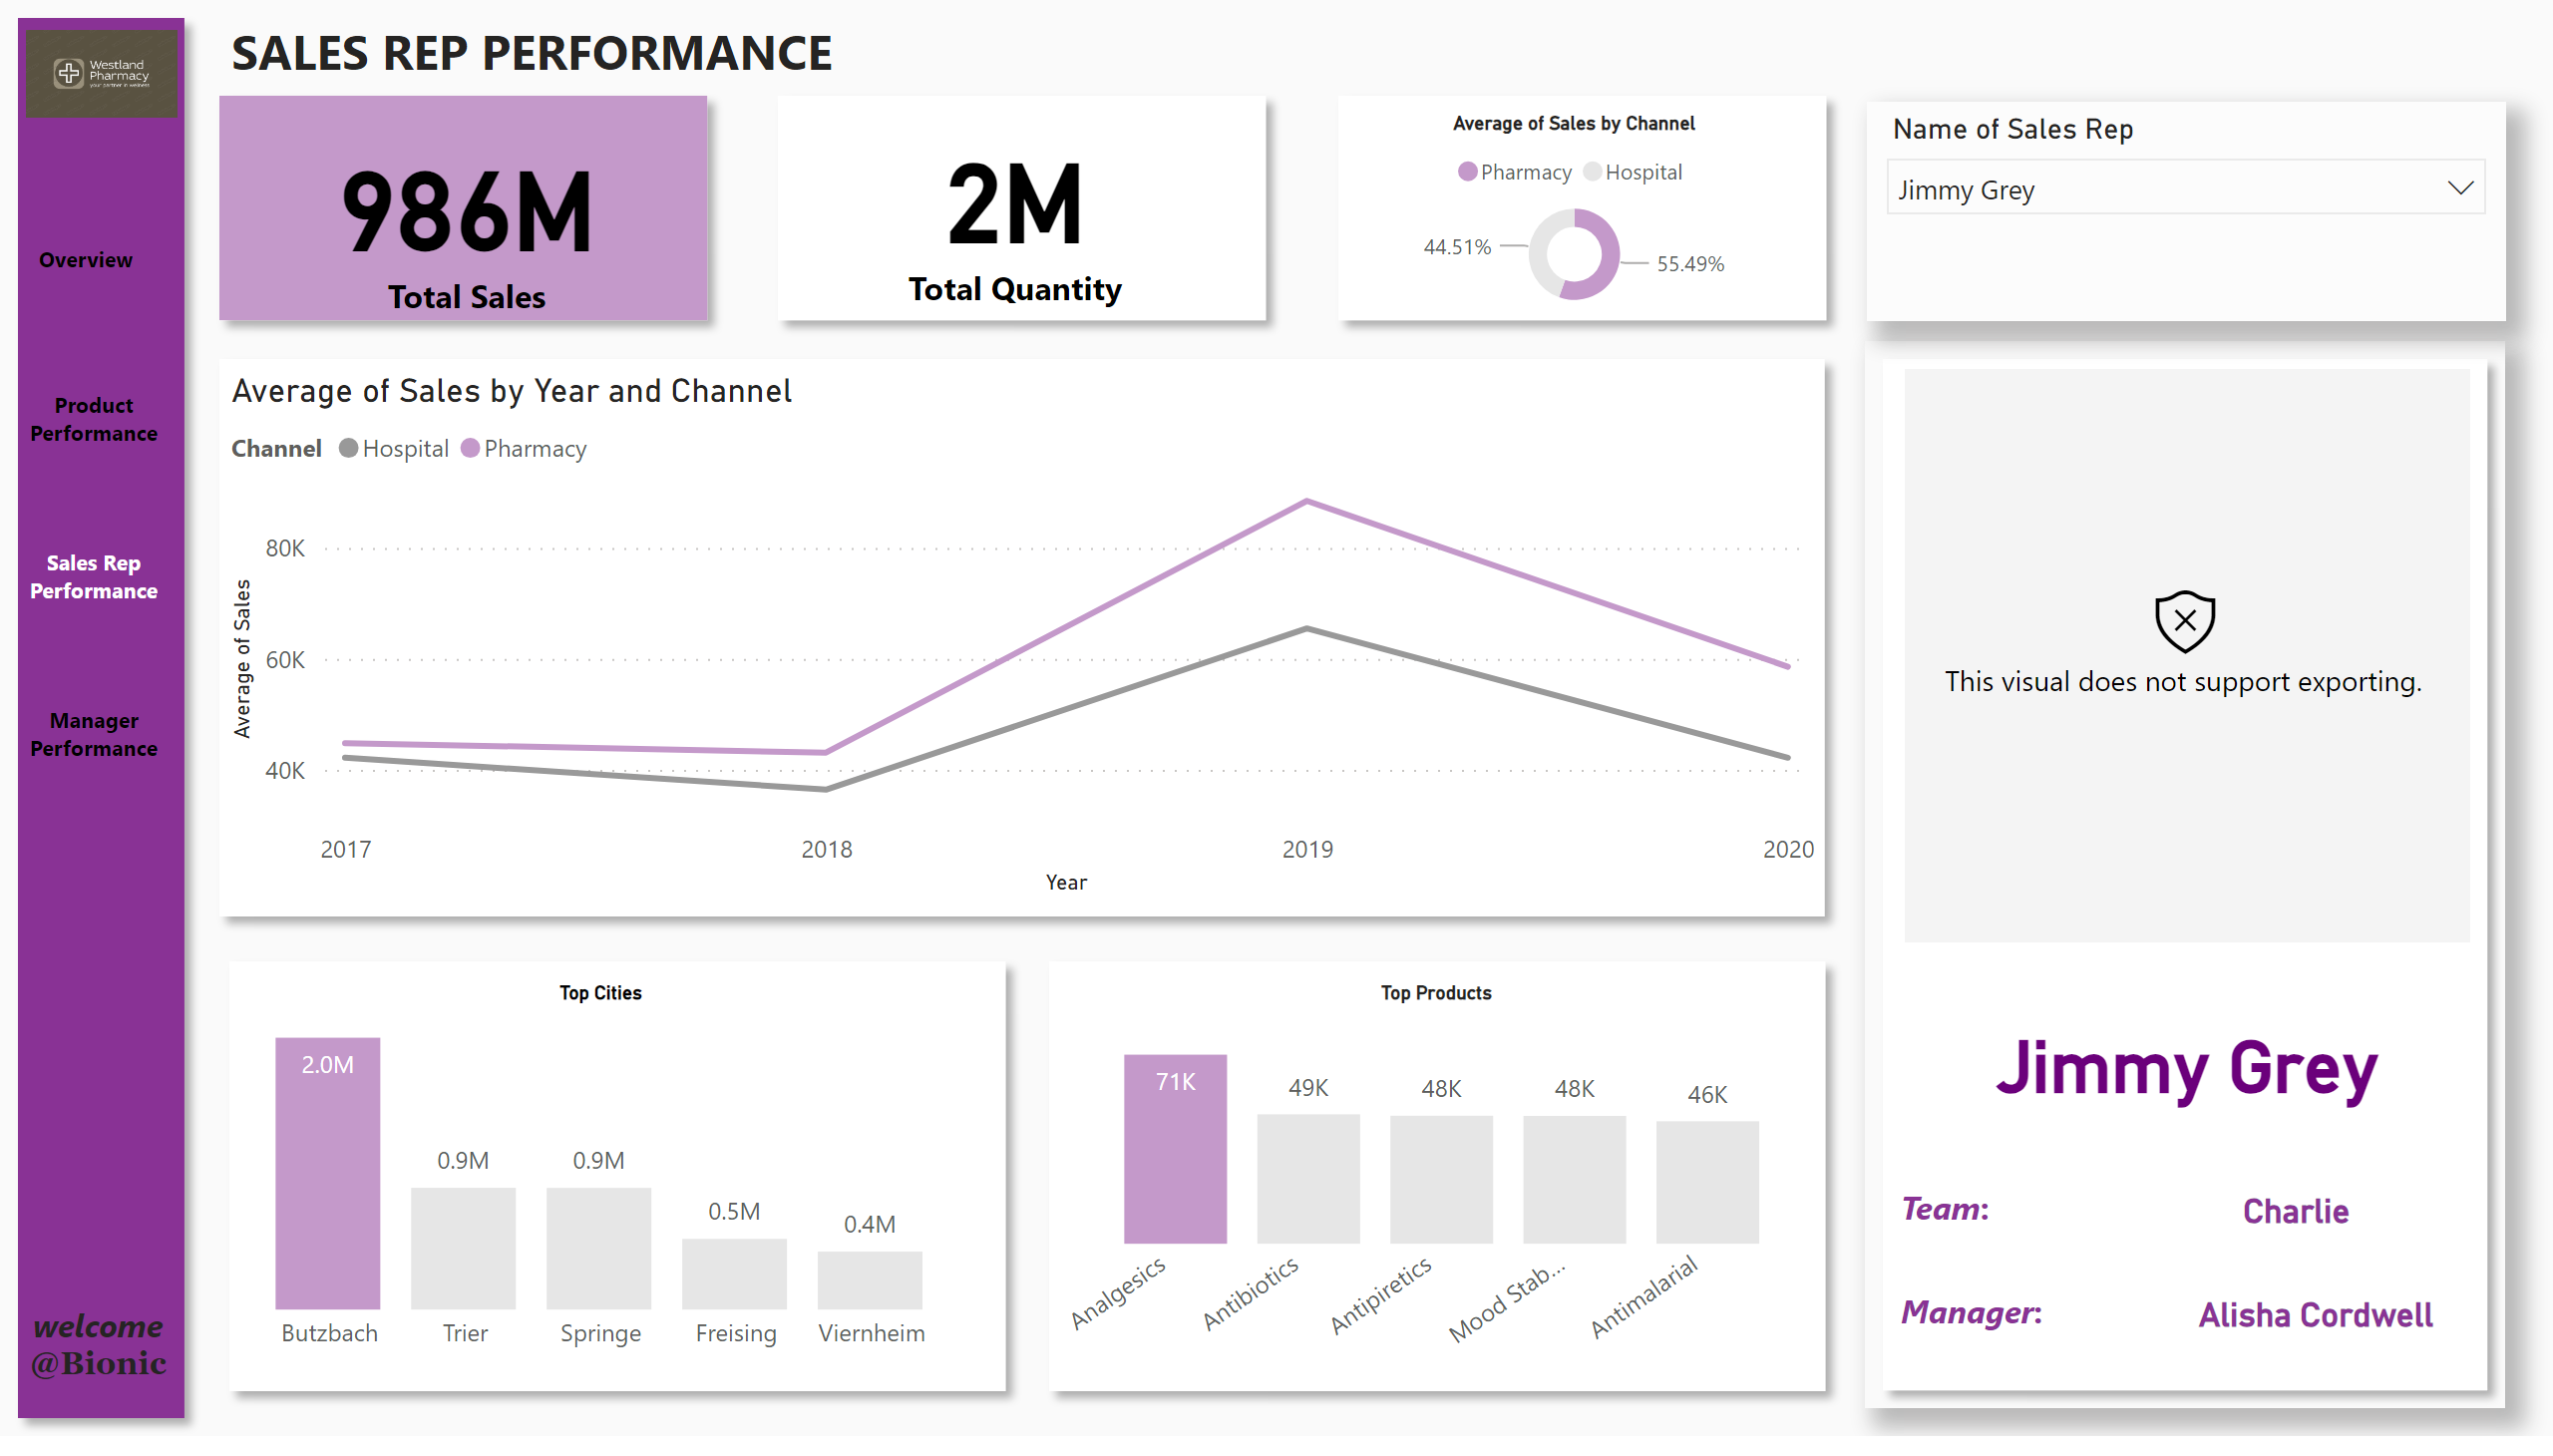 Westland
Pharmacy
your partner in wellness
Overview
Product
Performance
Sales Rep
Performance
Manager
Performance
welcome
@Bionic
SALES REP PERFORMANCE
986M
Total Sales
2M
Total Quantity
Average of Sales by Channel
Pharmacy Hospital
44.51%
55.49%
Name of Sales Rep
Jimmy Grey
Average of Sales by Year and Channel
Channel Hospital Pharmacy
Average of Sales
80K
60K
40K
2017 2018 2019 2020
Year
This visual does not support exporting.
Top Cities
2.0M
0.9M
0.9M
0.5M
0.4M
Butzbach Trier Springe Freising Viernheim
Top Products
71K
49K
48K
48K
46K
Analgesics Antibiotics Antipiretics Mood Stab... Antimalarial
Jimmy Grey
Team: Charlie
Manager: Alisha Cordwell